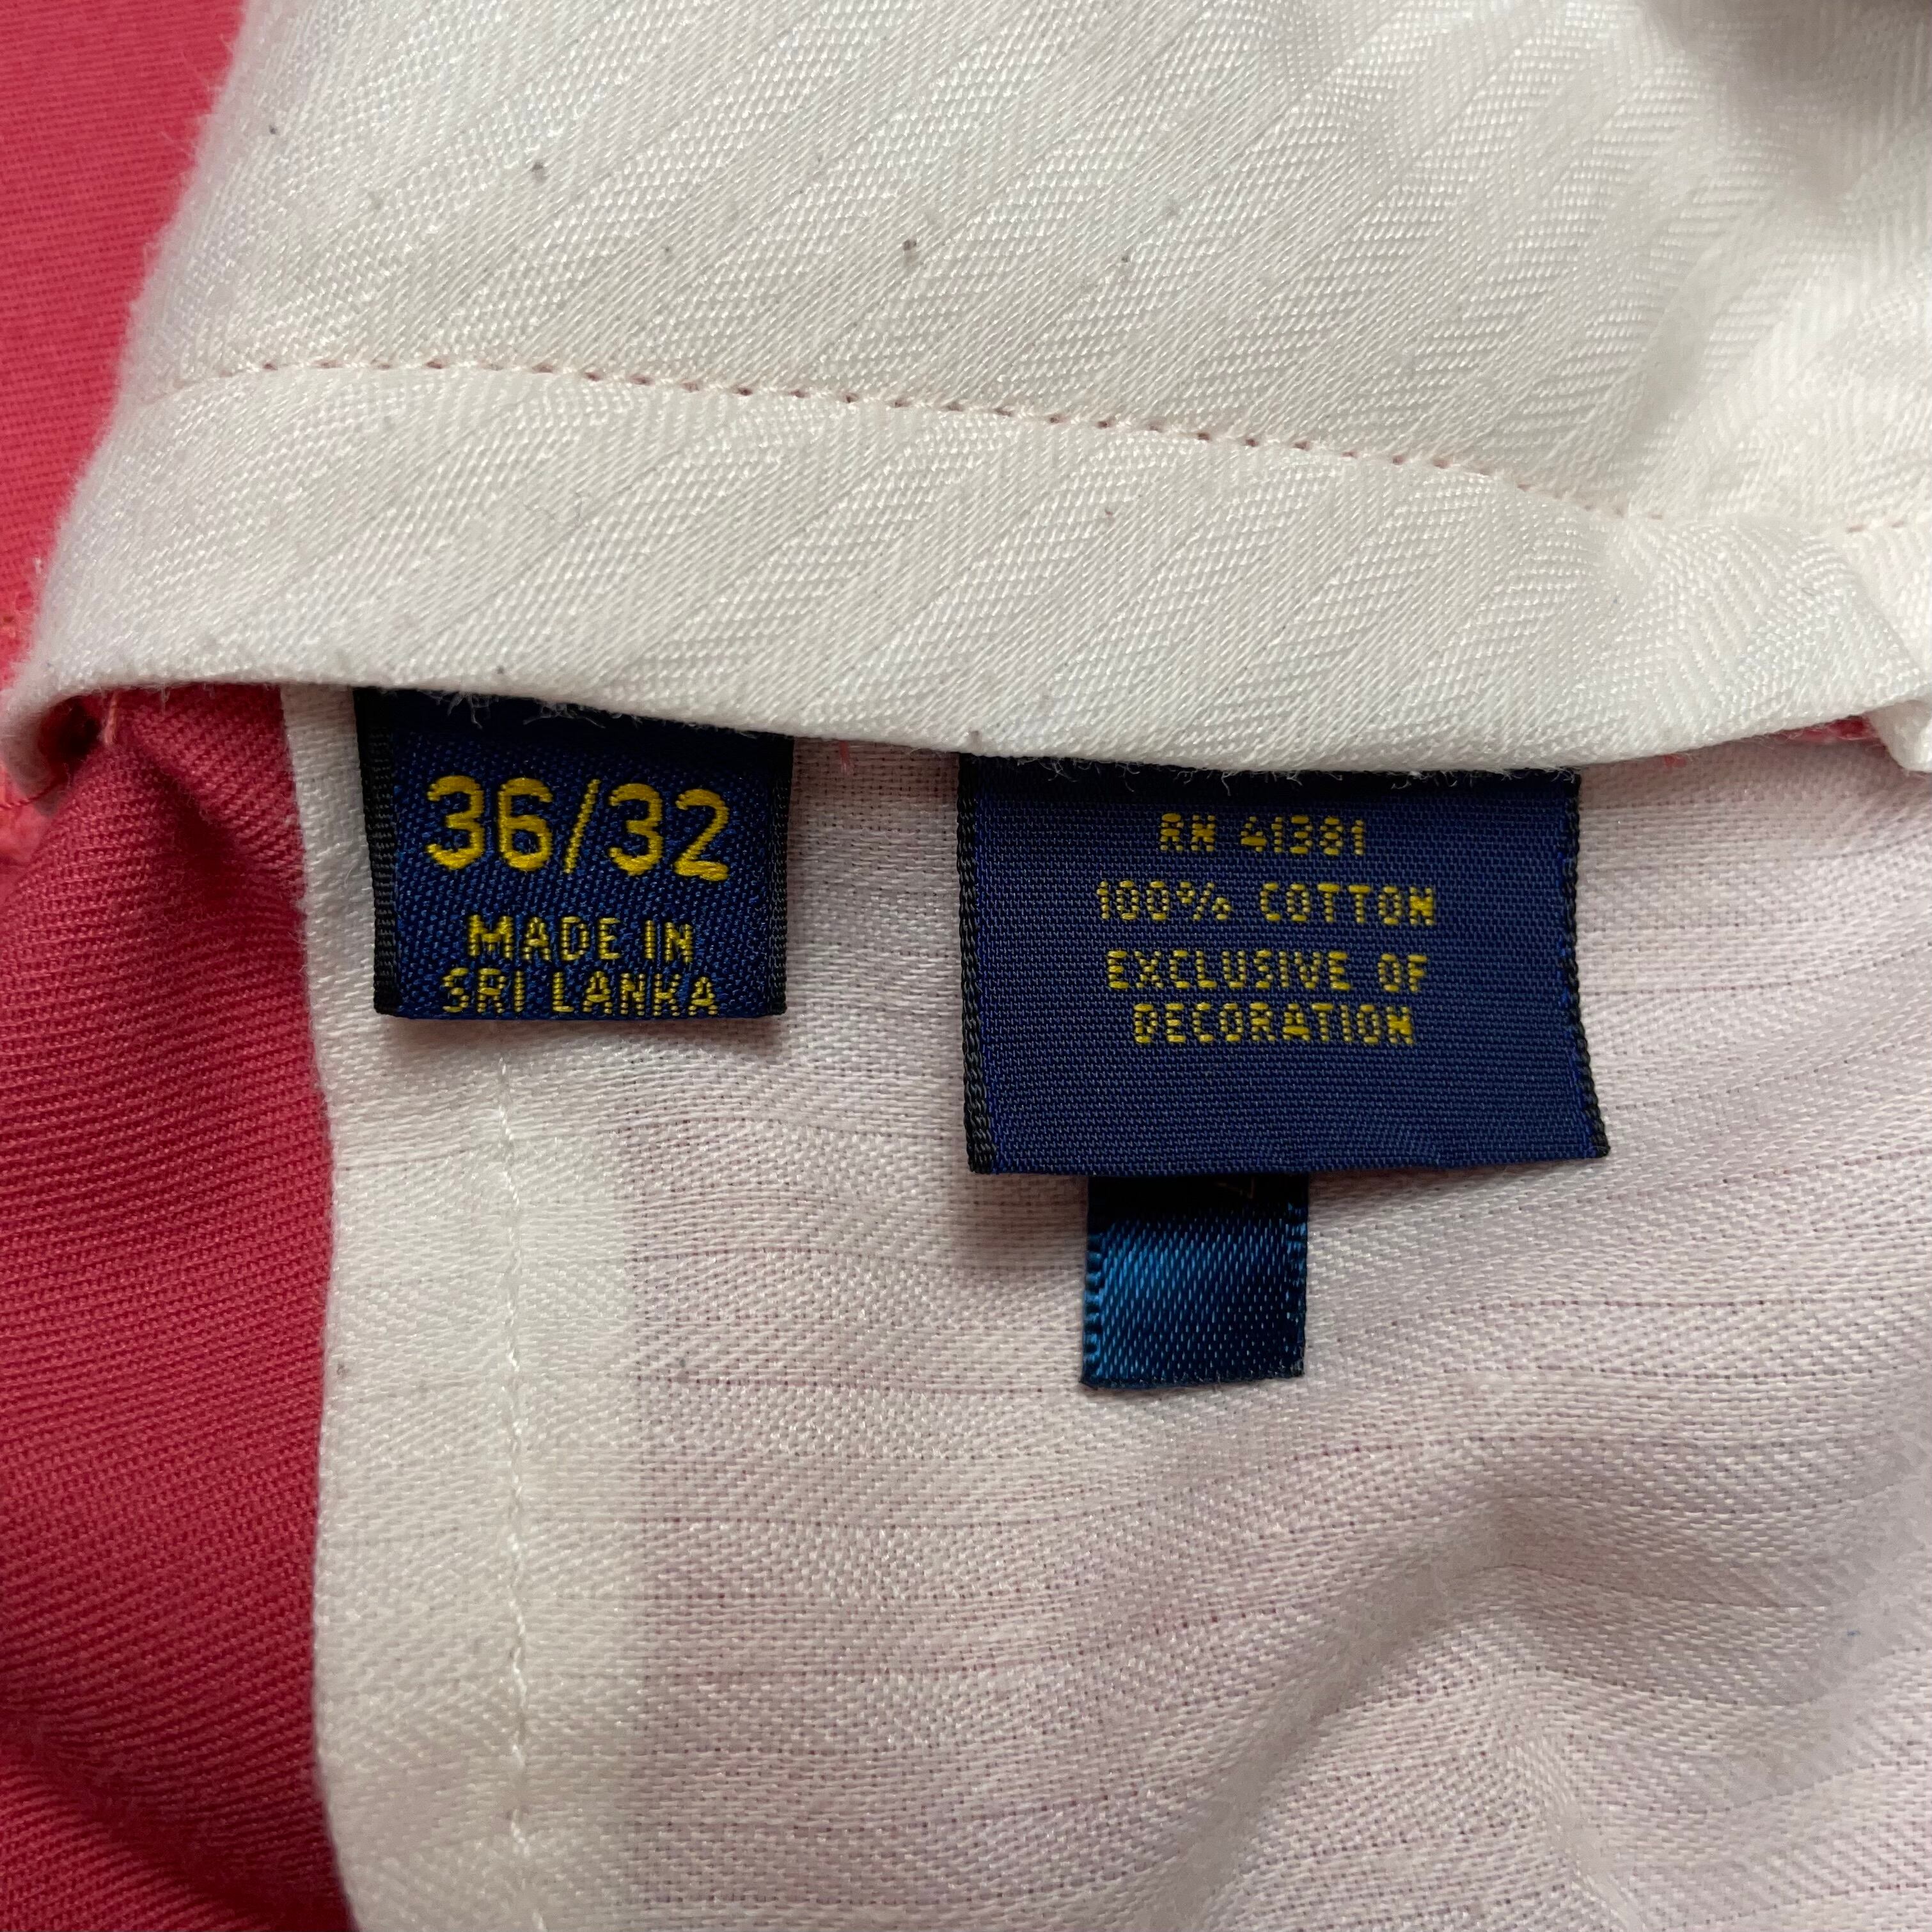 36/32
MADE IN
SRI LANKA
RN 41381
100% COTTON
EXCLUSIVE OF
DECORATION